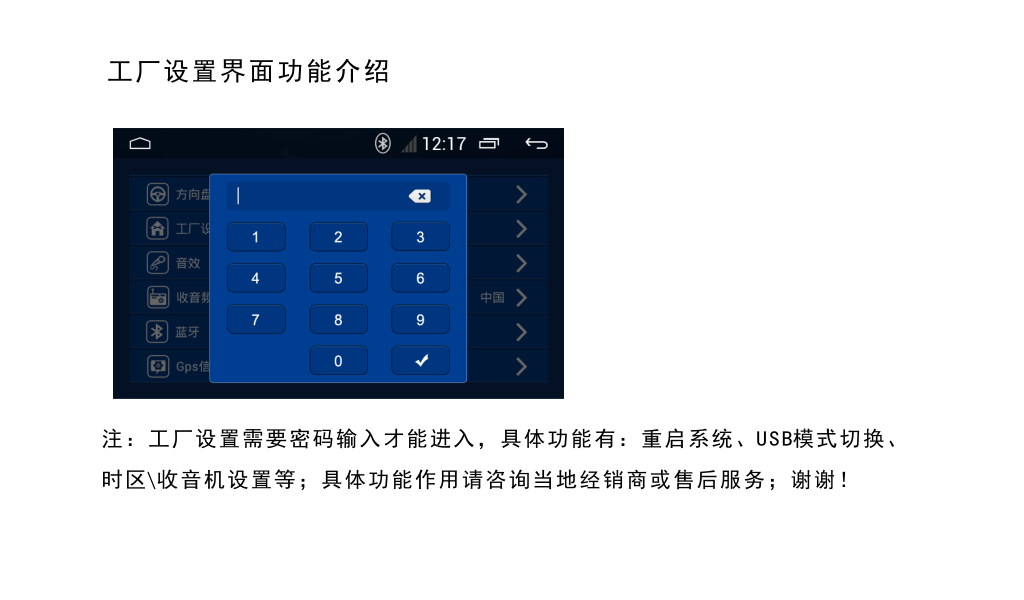 工厂设置界面功能介绍
12:17
方向盘
1 2 3
工厂设
4 5 6
音效
收音频
中国
7 8 9
蓝牙
0
Gps信
注：工厂设置需要密码输入才能进入，具体功能有：重启系统、USB模式切换、
时区\收音机设置等；具体功能作用请咨询当地经销商或售后服务；谢谢！